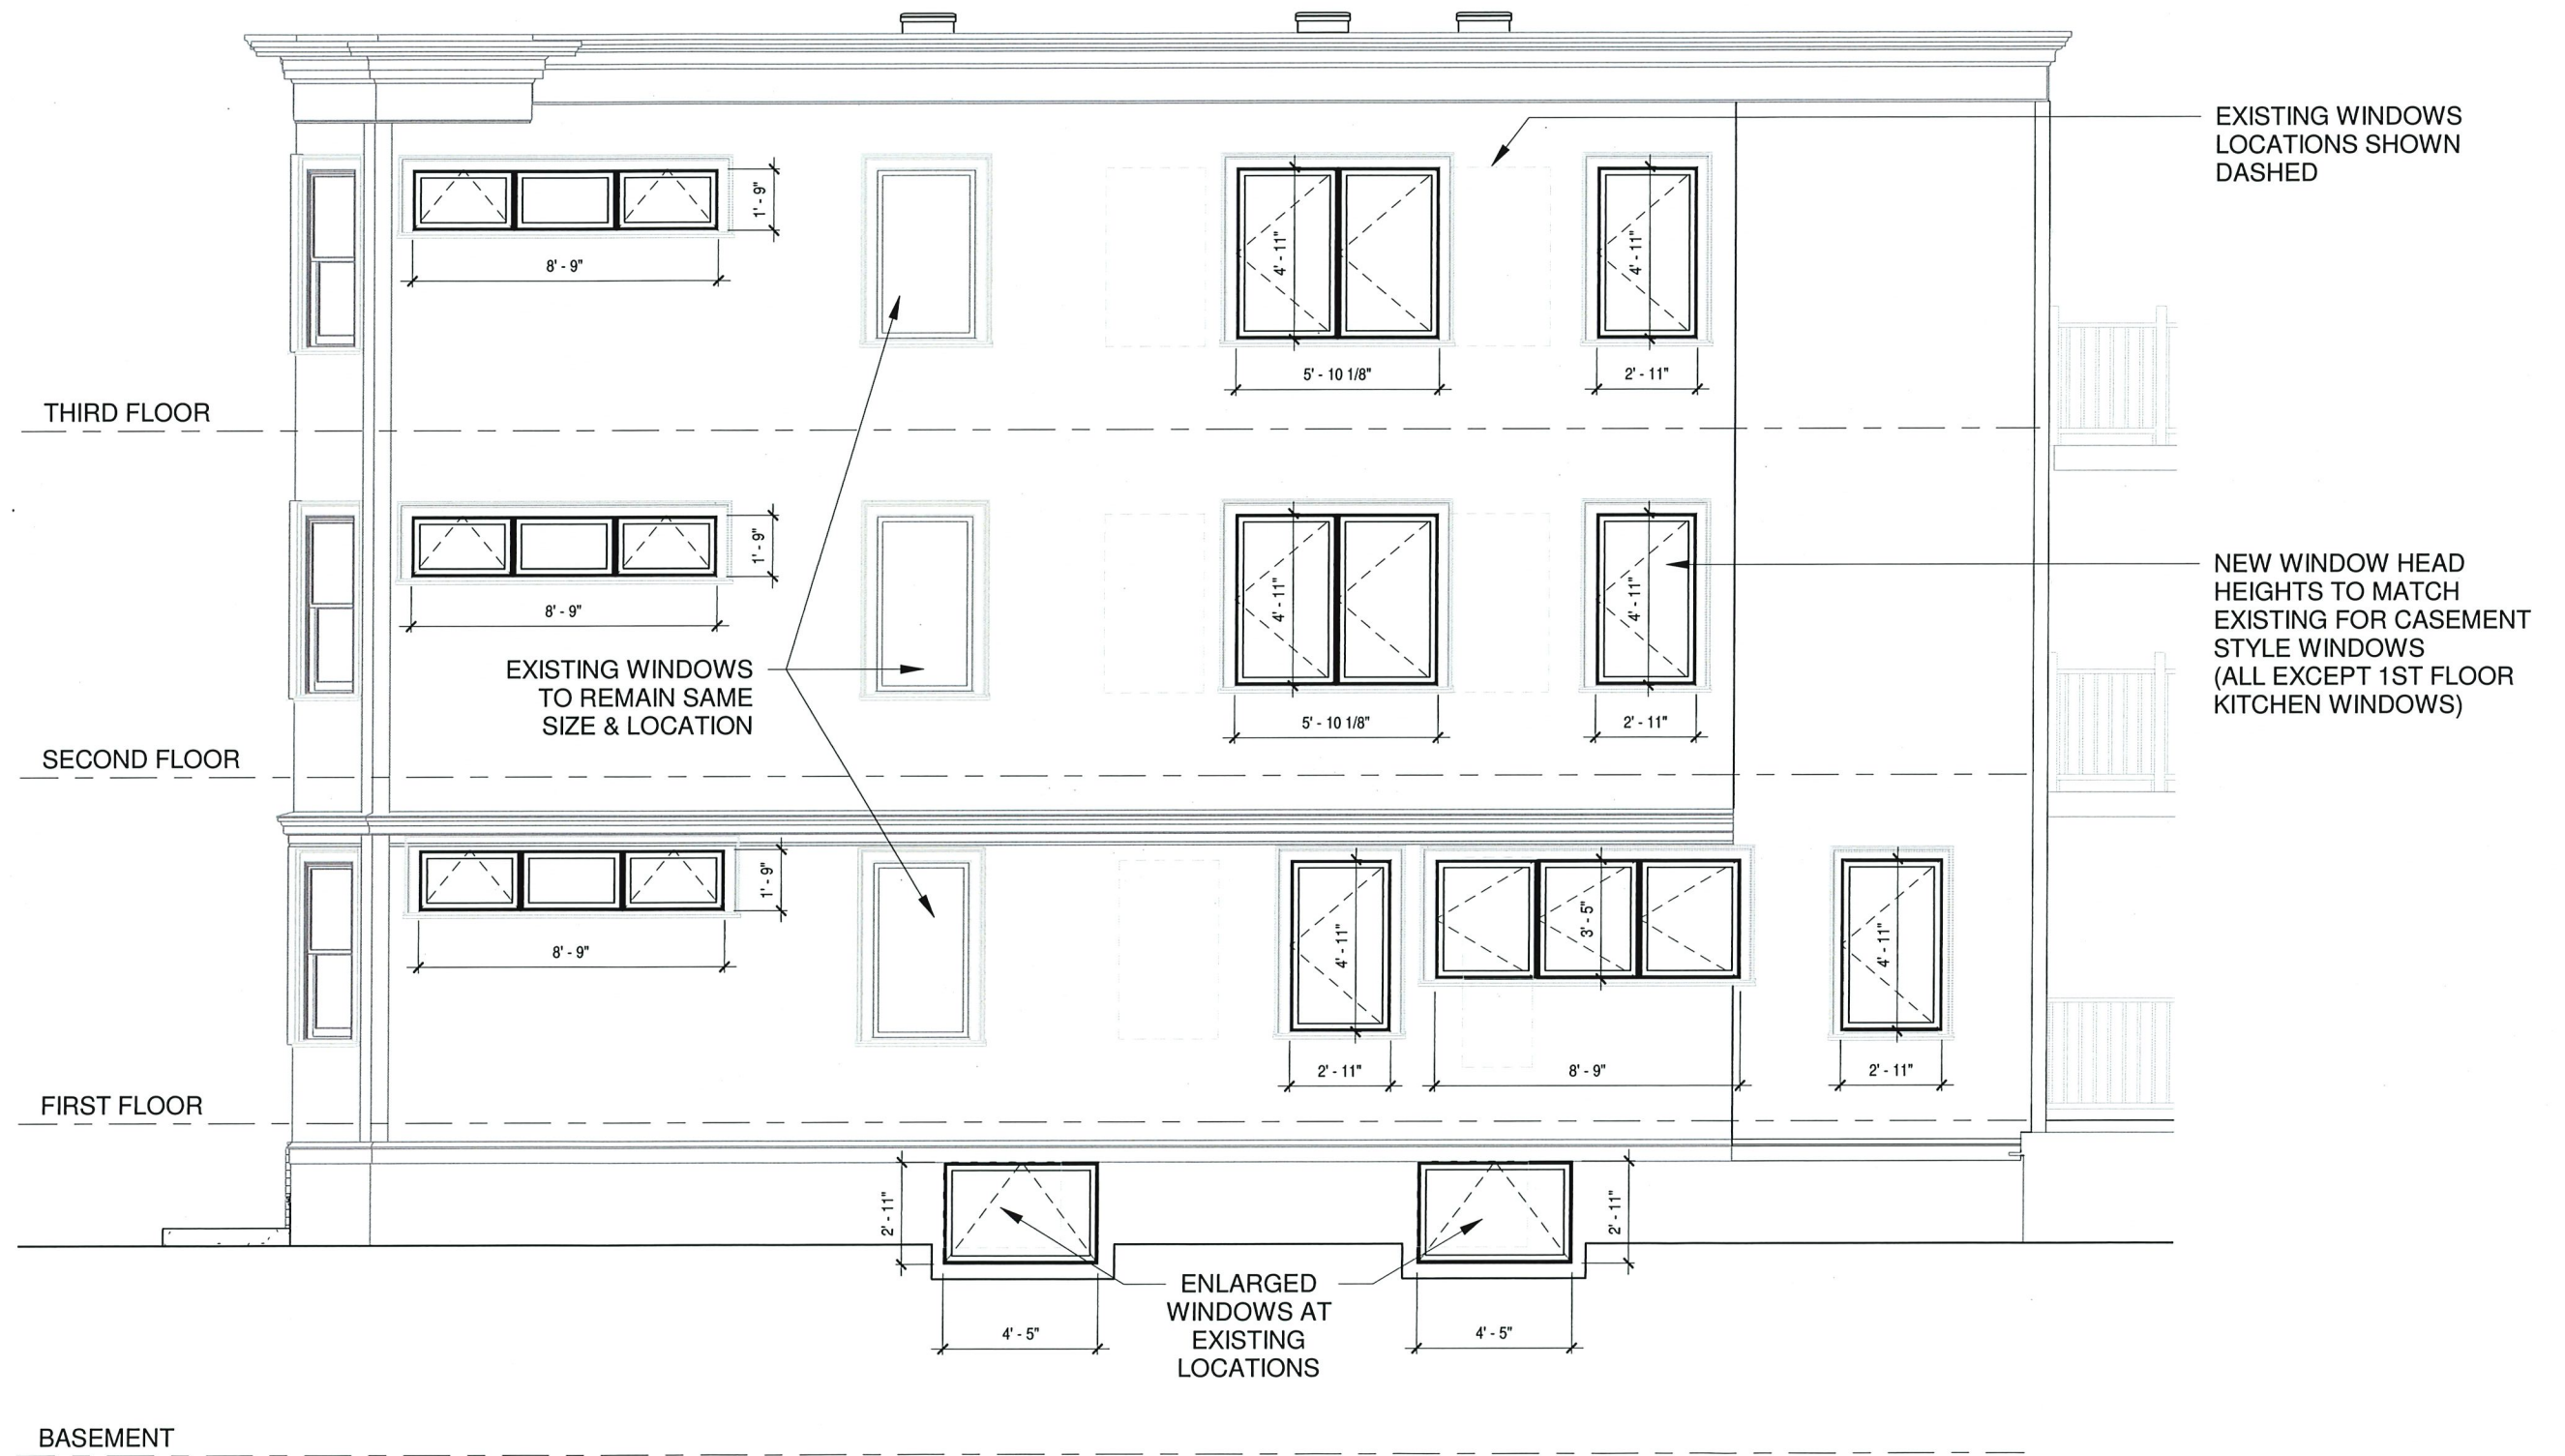 EXISTING WINDOWS
LOCATIONS SHOWN
DASHED
1' - 9"
4' - 11"
4' - 11"
8' - 9"
5' - 10 1/8"
2' - 11"
THIRD FLOOR
1' - 9"
4' - 11"
4' - 11"
8' - 9"
NEW WINDOW HEAD
HEIGHTS TO MATCH
EXISTING FOR CASEMENT
STYLE WINDOWS
(ALL EXCEPT 1ST FLOOR
KITCHEN WINDOWS)
EXISTING WINDOWS
TO REMAIN SAME
SIZE & LOCATION
5' - 10 1/8"
2' - 11"
SECOND FLOOR
1' - 9"
4' - 11"
3' - 5"
4' - 11"
8' - 9"
2' - 11"
8' - 9"
2' - 11"
FIRST FLOOR
2' - 11"
2' - 11"
ENLARGED
WINDOWS AT
EXISTING
LOCATIONS
4' - 5"
4' - 5"
BASEMENT